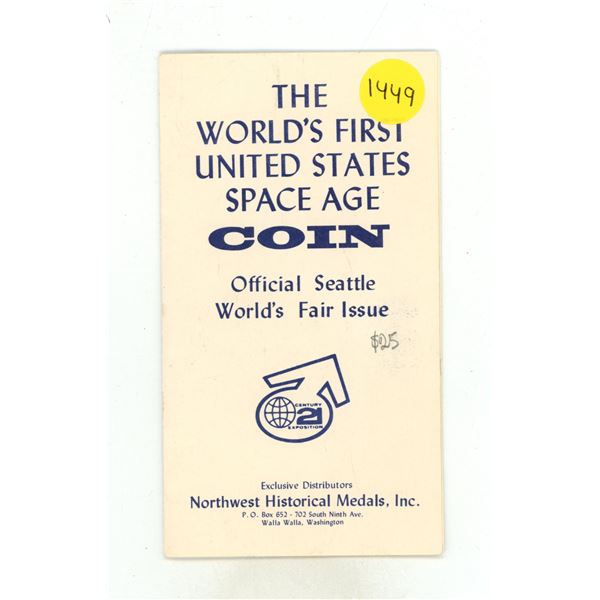 THE
1449
WORLD'S FIRST
UNITED STATES
SPACE AGE
COIN
Official Seattle
World's Fair Issue
$25
CENTURY
21
EXPOSITION
Exclusive Distributors
Northwest Historical Medals, Inc.
P. O. Box 652 - 702 South Ninth Ave.
Walla Walla, Washington